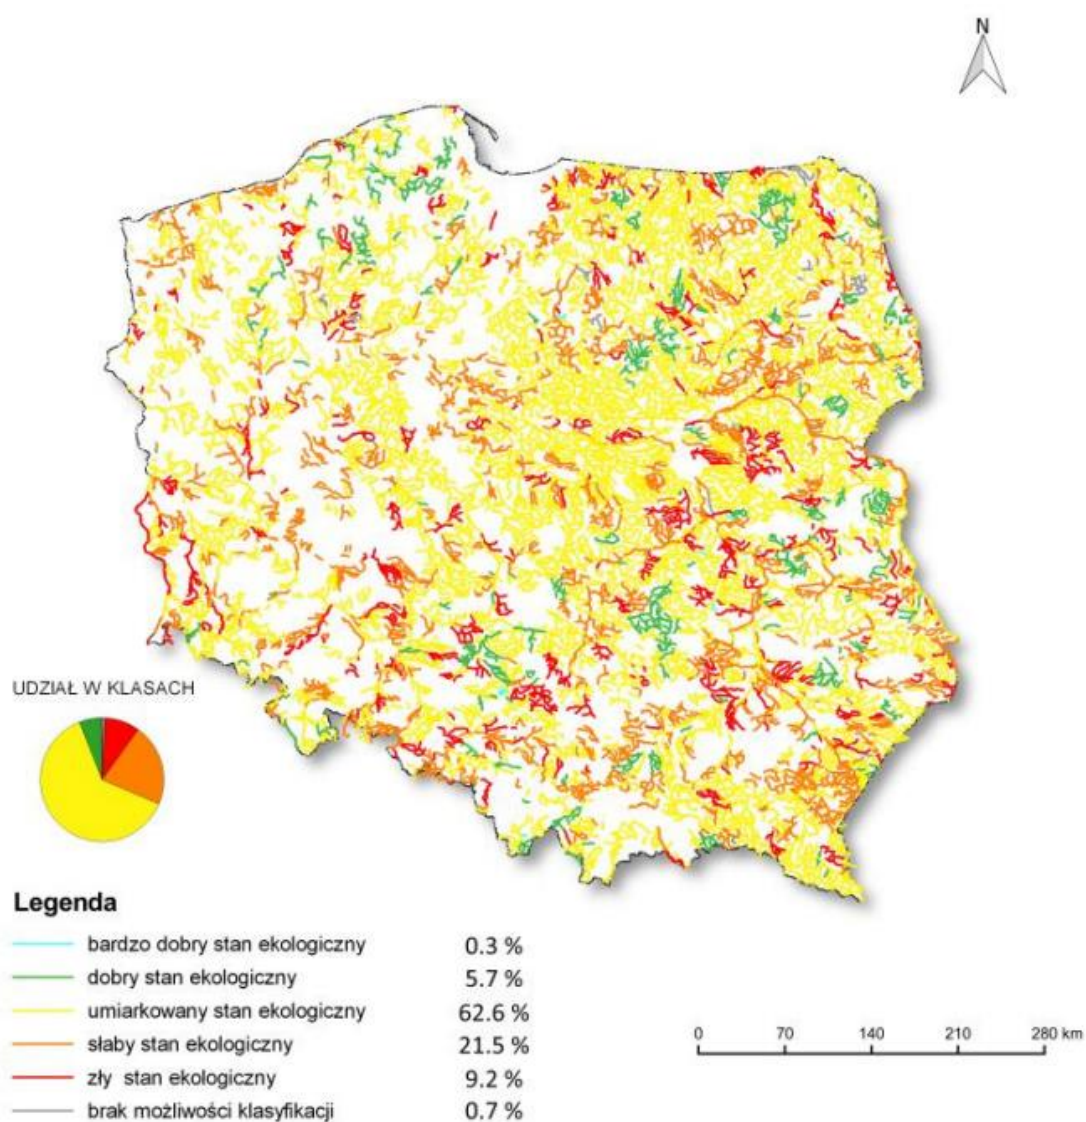 N
UDZIAŁ W KLASACH
Legenda
bardzo dobry stan ekologiczny 0.3 %
dobry stan ekologiczny 5.7 %
umiarkowany stan ekologiczny 62.6 %
słaby stan ekologiczny 21.5 %
zły stan ekologiczny 9.2 %
brak możliwości klasyfikacji 0.7 %
0 70 140 210 280 km